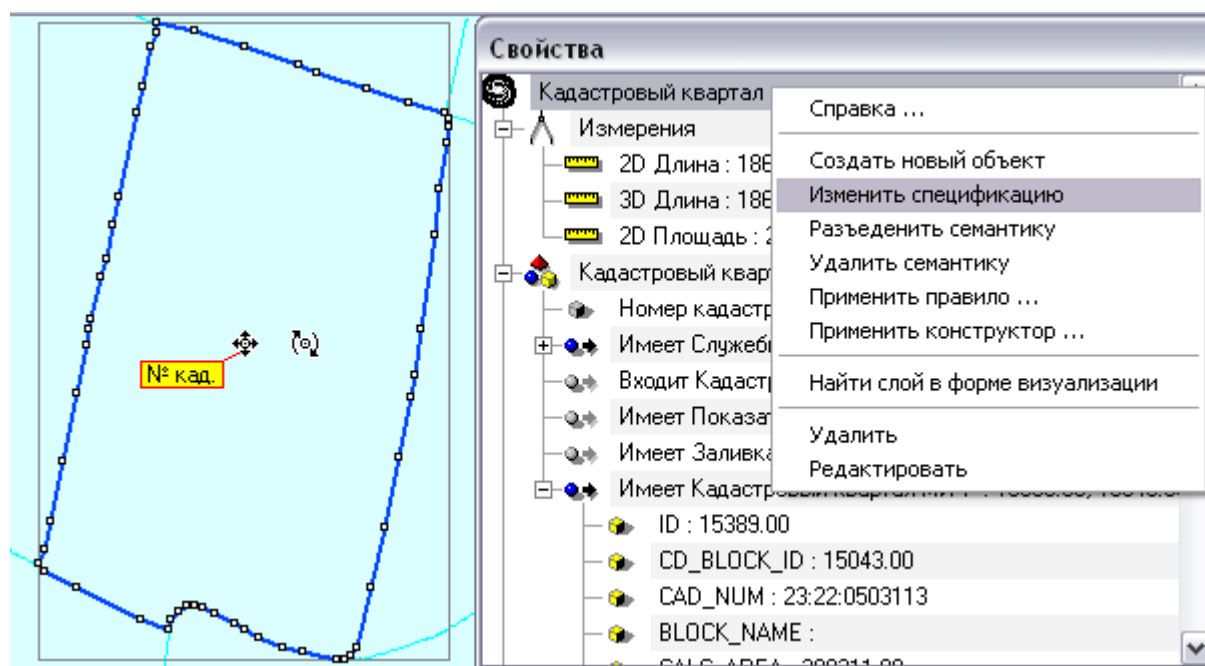 Свойства
Кадастровый квартал
Измерения
2D Длина : 188
3D Длина : 188
2D Площадь : 2
Кадастровый квар
Номер кадастр
Имеет Служебн
Входит Кадастр
Имеет Показат
Имеет Заливка
Имеет Кадастровый квартал
ID : 15389.00
CD_BLOCK_ID : 15043.00
CAD_NUM : 23:22:0503113
BLOCK_NAME :
Справка ...
Создать новый объект
Изменить спецификацию
Разъеденить семантику
Удалить семантику
Применить правило ...
Применить конструктор ...
Найти слой в форме визуализации
Удалить
Редактировать
№ кад.